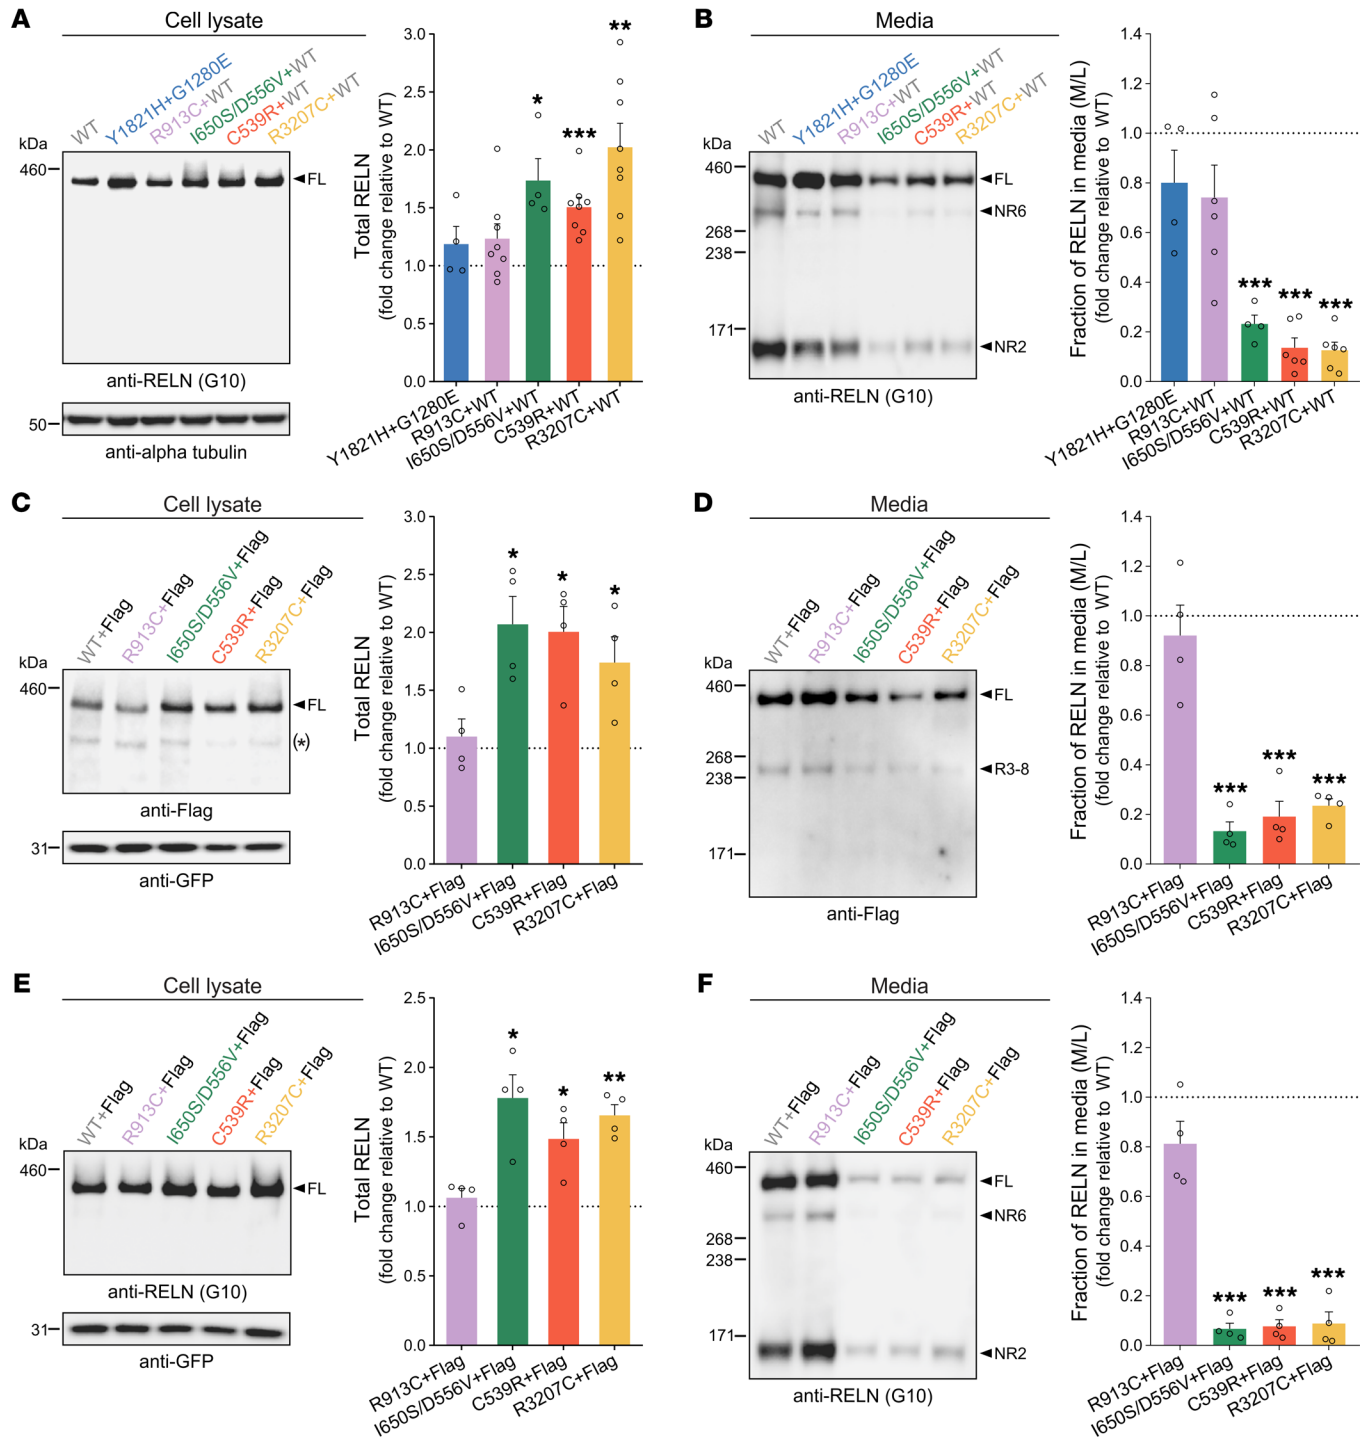 A
Cell lysate
WT
Y1821H+G1280E
R913C+WT
I650S/D556V+WT
C539R+WT
R3207C+WT
kDa
460
◄FL
anti-RELN (G10)
50
anti-alpha tubulin
Total RELN
(fold change relative to WT)
3.0
2.5
2.0
1.5
1.0
0.5
0.0
*
***
**
Y1821H+G1280E
R913C+WT
I650S/D556V+WT
C539R+WT
R3207C+WT
B
Media
WT
Y1821H+G1280E
R913C+WT
I650S/D556V+WT
C539R+WT
R3207C+WT
kDa
460
268
238
171
◄FL
◄NR6
◄NR2
anti-RELN (G10)
Fraction of RELN in media (M/L)
(fold change relative to WT)
1.4
1.2
1.0
0.8
0.6
0.4
0.2
0.0
***
***
***
Y1821H+G1280E
R913C+WT
I650S/D556V+WT
C539R+WT
R3207C+WT
C
Cell lysate
WT+Flag
R913C+Flag
I650S/D556V+Flag
C539R+Flag
R3207C+Flag
kDa
460
◄FL
(*)
anti-Flag
31
anti-GFP
Total RELN
(fold change relative to WT)
3.0
2.5
2.0
1.5
1.0
0.5
0.0
*
*
*
R913C+Flag
I650S/D556V+Flag
C539R+Flag
R3207C+Flag
D
Media
WT+Flag
R913C+Flag
I650S/D556V+Flag
C539R+Flag
R3207C+Flag
kDa
460
268
238
171
◄FL
◄R3-8
anti-Flag
Fraction of RELN in media (M/L)
(fold change relative to WT)
1.4
1.2
1.0
0.8
0.6
0.4
0.2
0.0
***
***
***
R913C+Flag
I650S/D556V+Flag
C539R+Flag
R3207C+Flag
E
Cell lysate
WT+Flag
R913C+Flag
I650S/D556V+Flag
C539R+Flag
R3207C+Flag
kDa
460
◄FL
anti-RELN (G10)
31
anti-GFP
Total RELN
(fold change relative to WT)
2.5
2.0
1.5
1.0
0.5
0.0
*
*
**
R913C+Flag
I650S/D556V+Flag
C539R+Flag
R3207C+Flag
F
Media
WT+Flag
R913C+Flag
I650S/D556V+Flag
C539R+Flag
R3207C+Flag
kDa
460
268
238
171
◄FL
◄NR6
◄NR2
anti-RELN (G10)
Fraction of RELN in media (M/L)
(fold change relative to WT)
1.4
1.2
1.0
0.8
0.6
0.4
0.2
0.0
***
***
***
R913C+Flag
I650S/D556V+Flag
C539R+Flag
R3207C+Flag